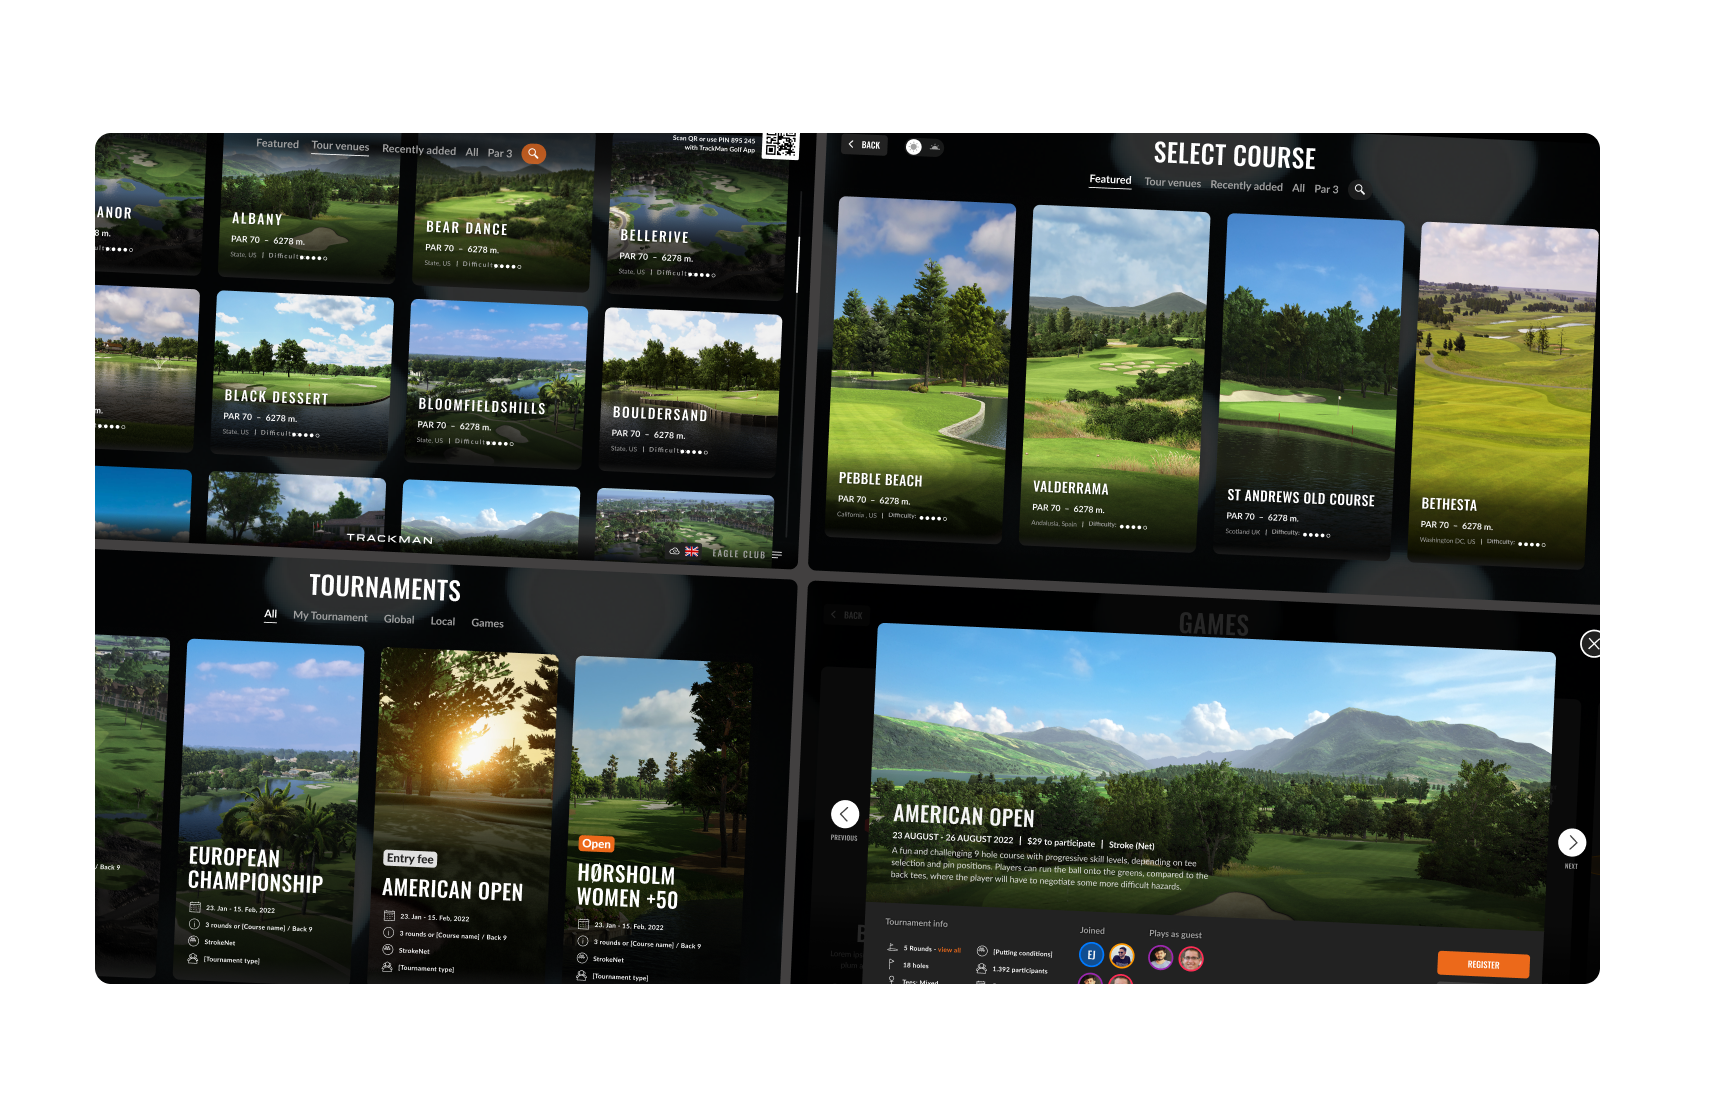 Scan QR or use PIN 895 245
with TrackMan Golf App
Featured Tour venues Recently added All Par 3
ANOR
8 m.
ALBANY
PAR 70 – 6278 m.
State, US | Difficult
BEAR DANCE
PAR 70 – 6278 m.
State, US | Difficult
BELLERIVE
PAR 70 – 6278 m.
State, US | Difficult
m.
BLACK DESSERT
PAR 70 – 6278 m.
State, US | Difficult
BLOOMFIELDSHILLS
PAR 70 – 6278 m.
State, US | Difficult
BOULDERSAND
PAR 70 – 6278 m.
State, US | Difficult
TRACKMAN
EAGLE CLUB
BACK
SELECT COURSE
Featured Tour venues Recently added All Par 3
PEBBLE BEACH
PAR 70 – 6278 m.
California , US | Difficulty:
VALDERRAMA
PAR 70 – 6278 m.
Andalusia, Spain | Difficulty:
ST ANDREWS OLD COURSE
PAR 70 – 6278 m.
Scotland UK | Difficulty:
BETHESTA
PAR 70 – 6278 m.
Washington DC, US | Difficulty:
TOURNAMENTS
All My Tournament Global Local Games
/ Back 9
EUROPEAN
CHAMPIONSHIP
23. Jan - 15. Feb, 2022
3 rounds or [Course name] / Back 9
StrokeNet
[Tournament type]
Entry fee
AMERICAN OPEN
23. Jan - 15. Feb, 2022
3 rounds or [Course name] / Back 9
StrokeNet
[Tournament type]
Open
HØRSHOLM
WOMEN +50
23. Jan - 15. Feb, 2022
3 rounds or [Course name] / Back 9
StrokeNet
[Tournament type]
BACK
GAMES
PREVIOUS
NEXT
AMERICAN OPEN
23 AUGUST - 26 AUGUST 2022 | $29 to participate | Stroke (Net)
A fun and challenging 9 hole course with progressive skill levels, depending on tee
selection and pin positions. Players can run the ball onto the greens, compared to the
back tees, where the player will have to negotiate some more difficult hazards.
Tournament info
5 Rounds - view all
18 holes
Tees: Mixed
[Putting conditions]
1.392 participants
Joined
EJ
Plays as guest
REGISTER